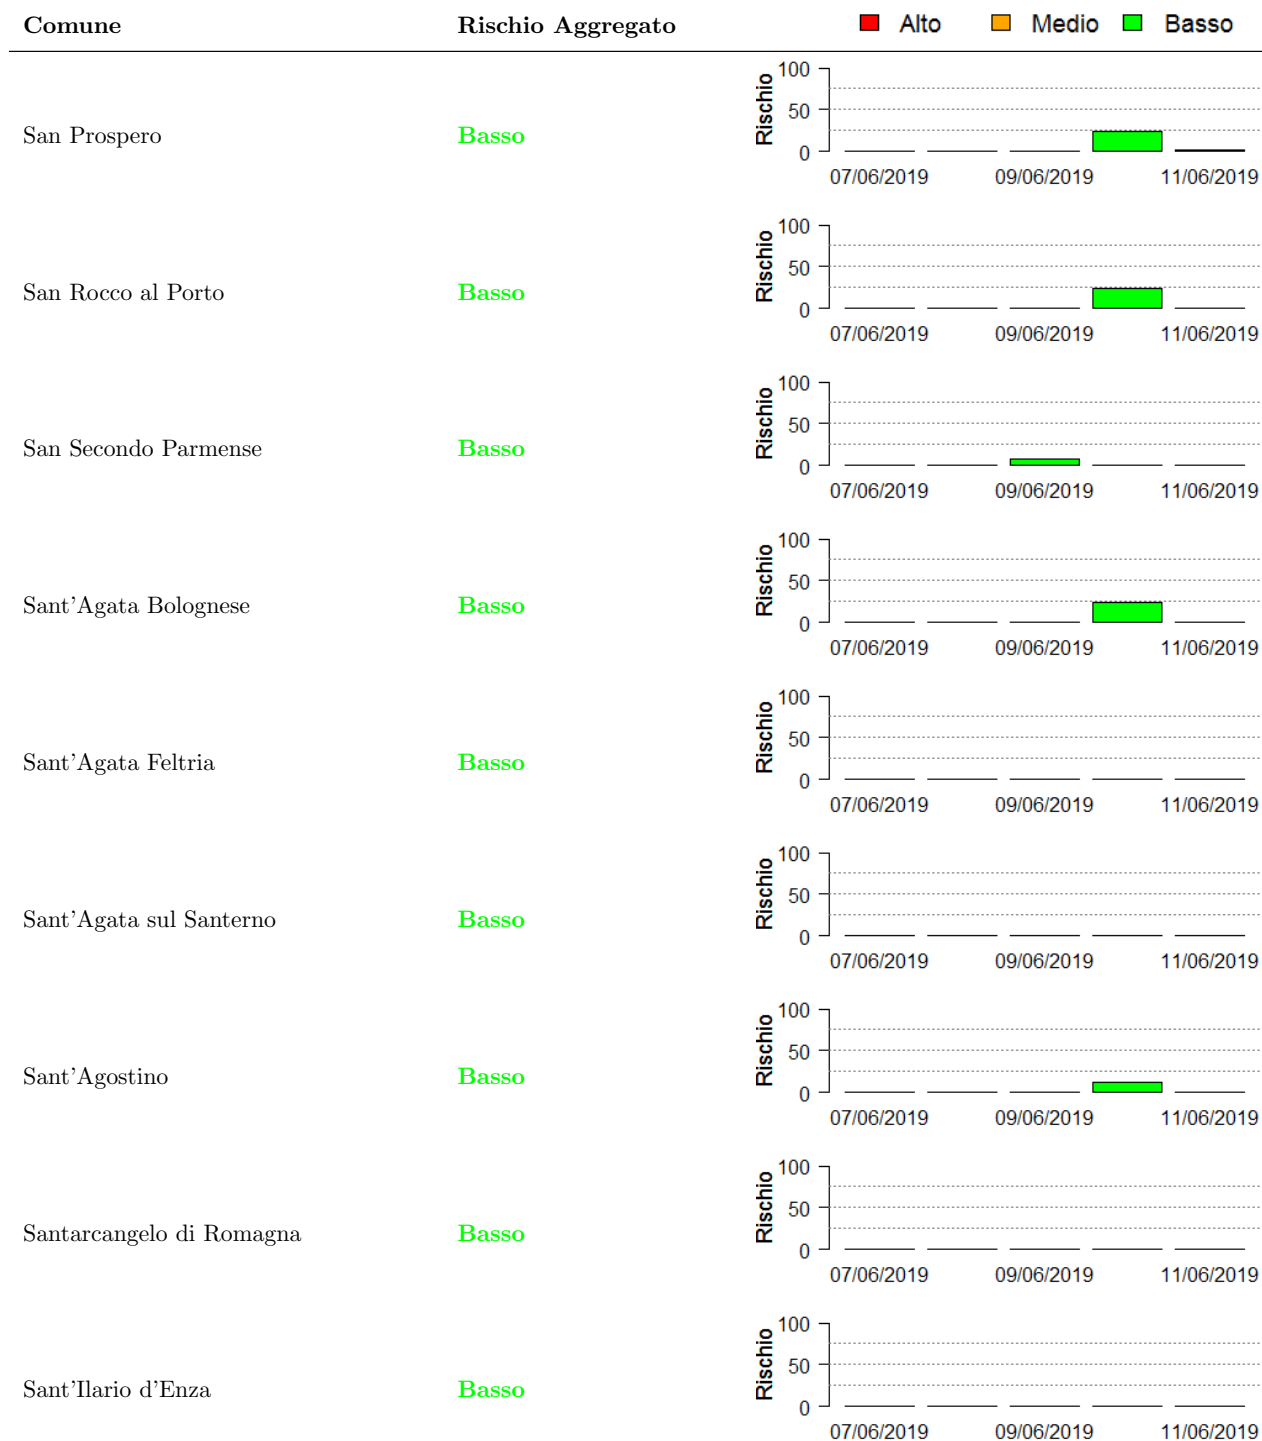 Comune Rischio Aggregato Alto Medio Basso
San Prospero Basso Rischio 100 50 0
07/06/2019 09/06/2019 11/06/2019
San Rocco al Porto Basso Rischio 100 50 0
07/06/2019 09/06/2019 11/06/2019
San Secondo Parmense Basso Rischio 100 50 0
07/06/2019 09/06/2019 11/06/2019
Sant'Agata Bolognese Basso Rischio 100 50 0
07/06/2019 09/06/2019 11/06/2019
Sant'Agata Feltria Basso Rischio 100 50 0
07/06/2019 09/06/2019 11/06/2019
Sant'Agata sul Santerno Basso Rischio 100 50 0
07/06/2019 09/06/2019 11/06/2019
Sant'Agostino Basso Rischio 100 50 0
07/06/2019 09/06/2019 11/06/2019
Santarcangelo di Romagna Basso Rischio 100 50 0
07/06/2019 09/06/2019 11/06/2019
Sant'Ilario d'Enza Basso Rischio 100 50 0
07/06/2019 09/06/2019 11/06/2019